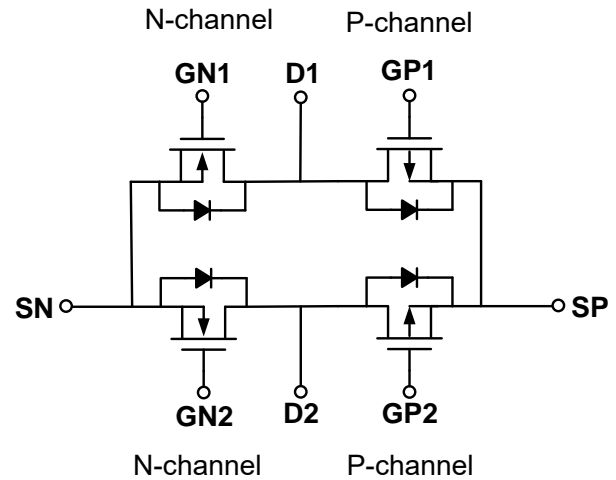 N-channel P-channel
GN1 D1 GP1
SN SP
GN2 D2 GP2
N-channel P-channel